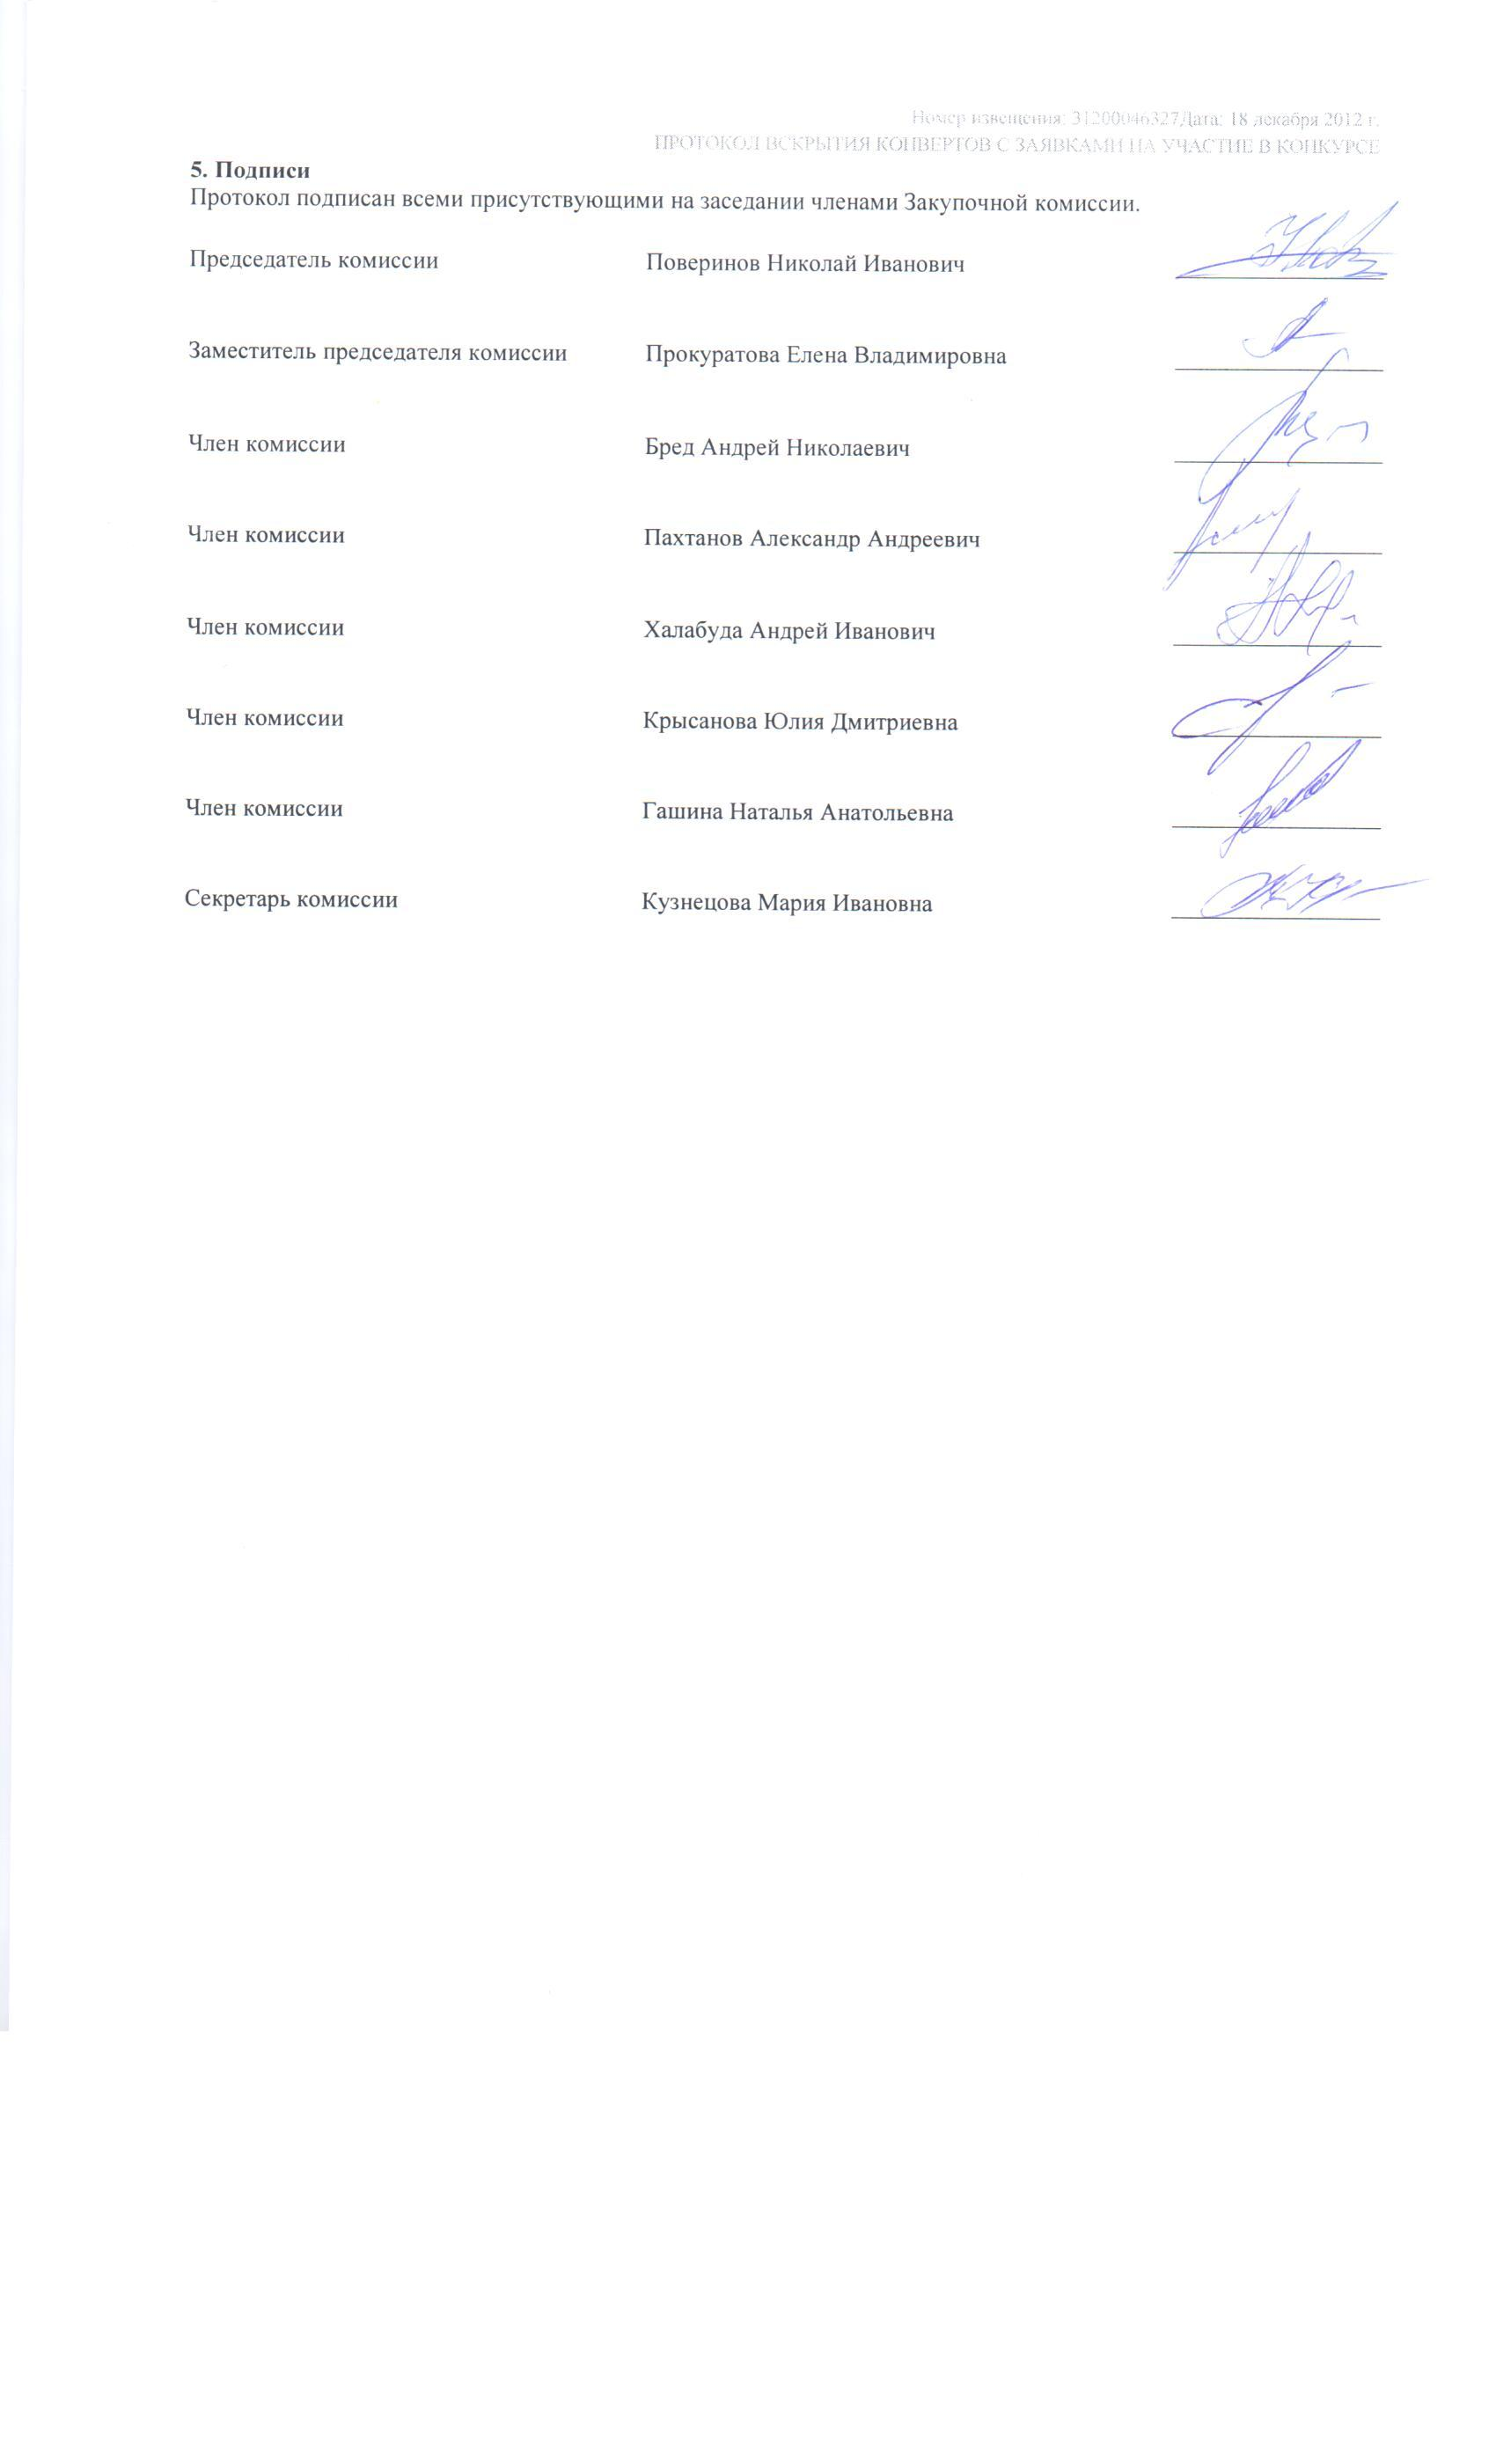 Номер извещения: 31200046327Дата: 18 декабря 2012 г.
ПРОТОКОЛ ВСКРЫТИЯ КОНВЕРТОВ С ЗАЯВКАМИ НА УЧАСТИЕ В КОНКУРСЕ
5. Подписи
Протокол подписан всеми присутствующими на заседании членами Закупочной комиссии.
Председатель комиссии Поверинов Николай Иванович
Заместитель председателя комиссии Прокуратова Елена Владимировна
Член комиссии Бред Андрей Николаевич
Член комиссии Пахтанов Александр Андреевич
Член комиссии Халабуда Андрей Иванович
Член комиссии Крысанова Юлия Дмитриевна
Член комиссии Гашина Наталья Анатольевна
Секретарь комиссии Кузнецова Мария Ивановна